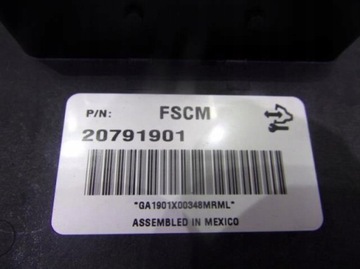 P/N: FSCM
20791901
*GA1901X00348MRML*
ASSEMBLED IN MEXICO